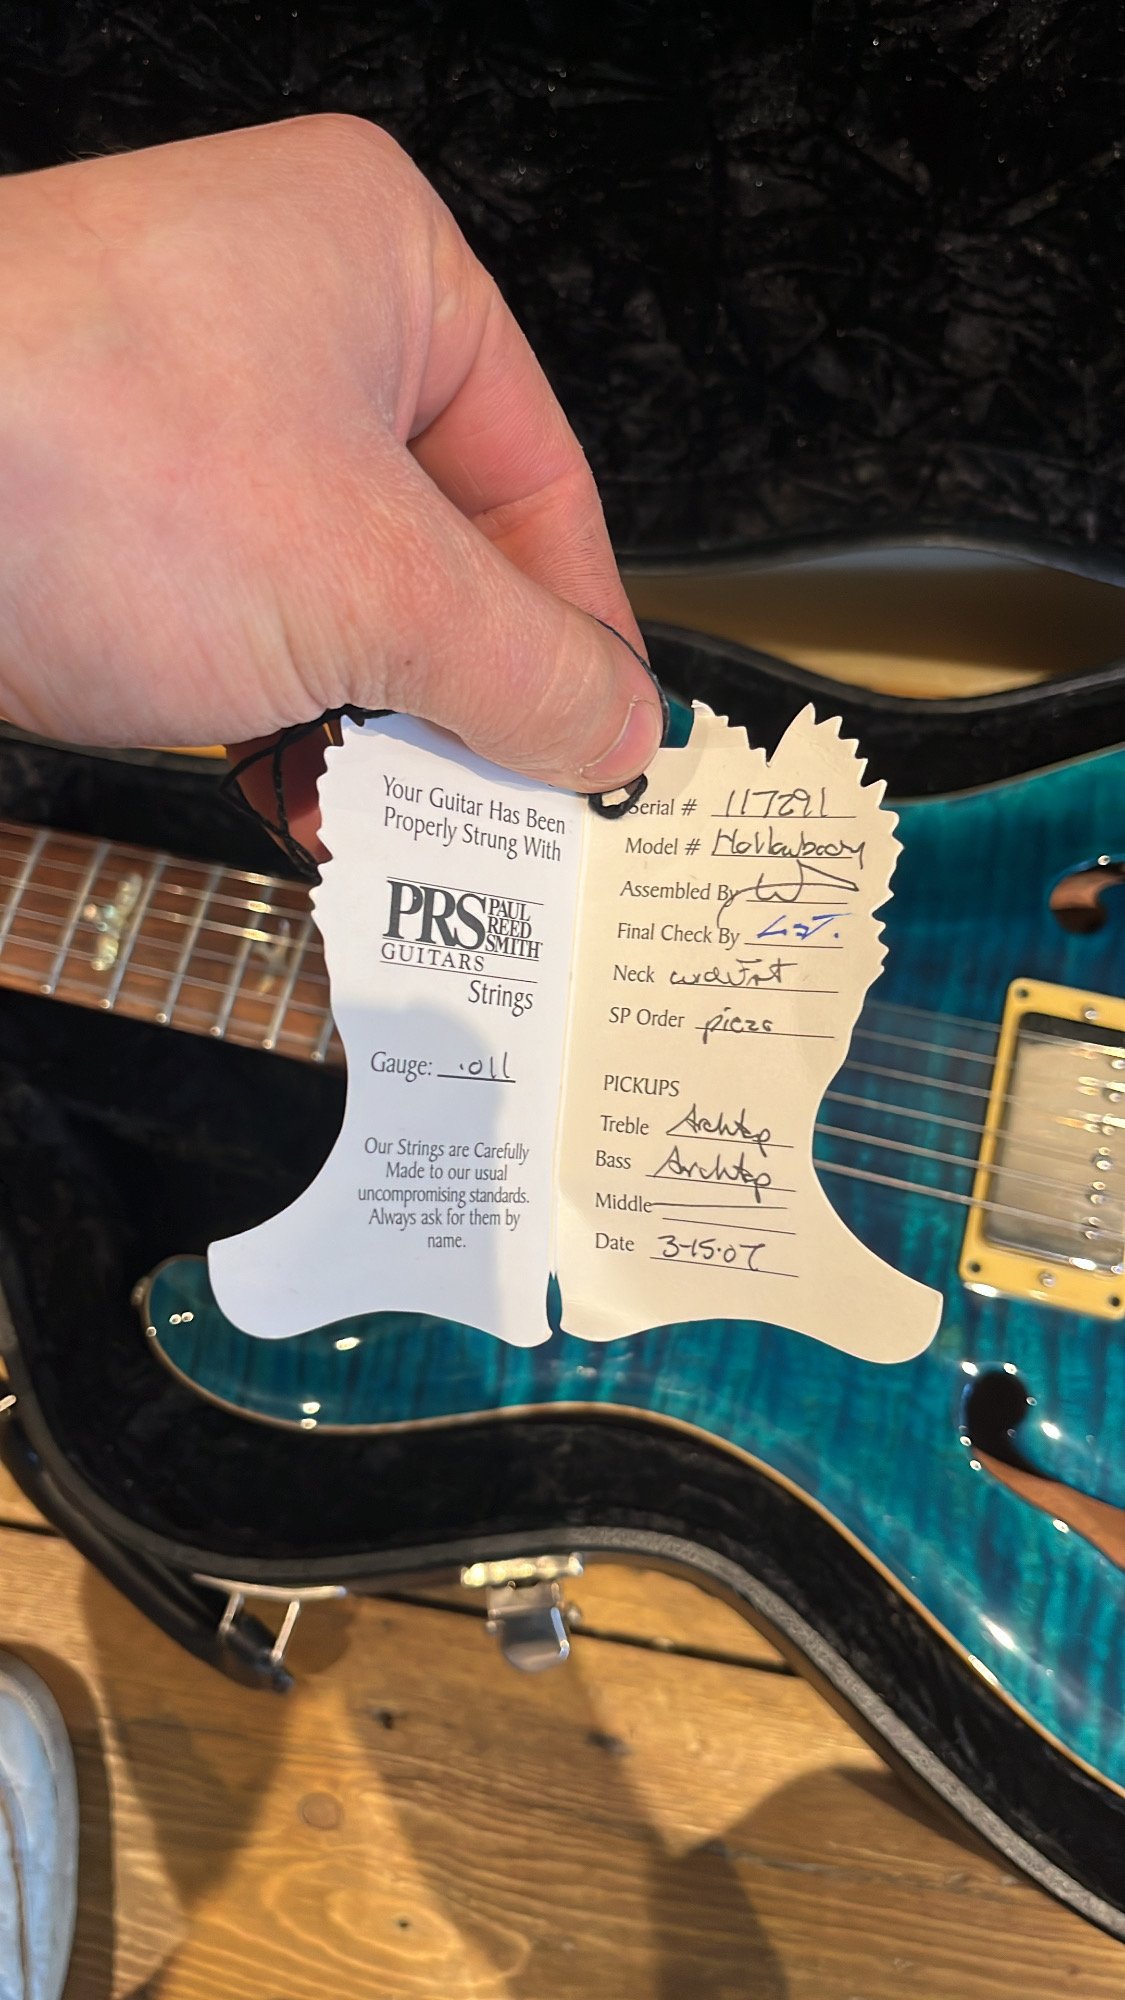 Your Guitar Has Been
Properly Strung With
PRS PAUL
REED
SMITH
GUITARS
Strings
Gauge: .011
Our Strings are Carefully
Made to our usual
uncompromising standards.
Always ask for them by
name.
Serial # 117291
Model # Hollowbody
Assembled By
Final Check By
Neck wd Fat
SP Order piezo
PICKUPS
Treble Archtop
Bass Archtop
Middle
Date 3-15-07